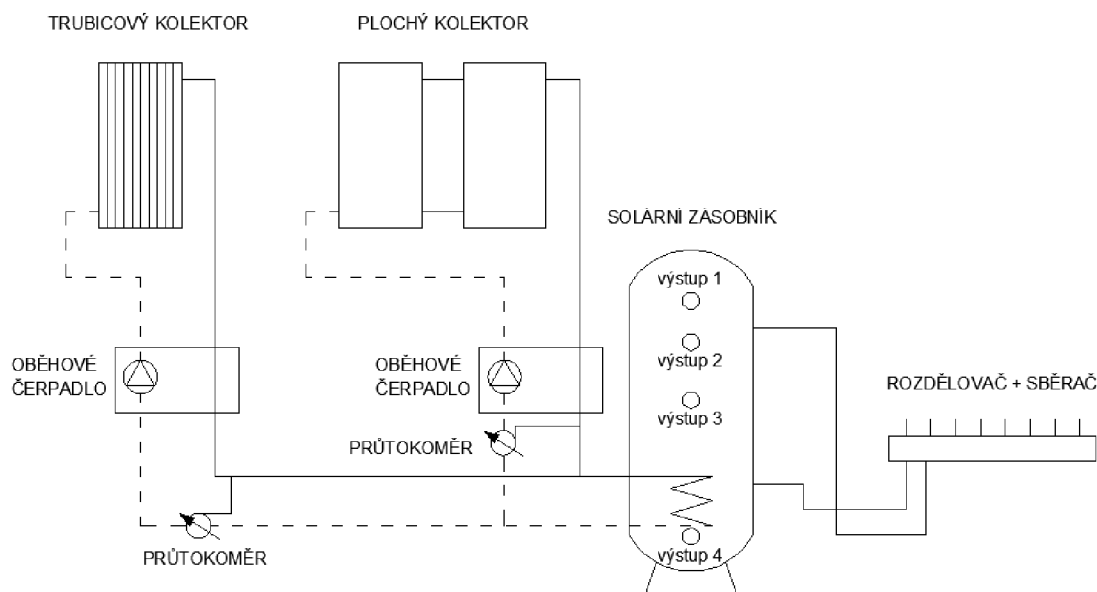 TRUBICOVÝ KOLEKTOR
PLOCHÝ KOLEKTOR
SOLÁRNÍ ZÁSOBNÍK
výstup 1
výstup 2
výstup 3
výstup 4
OBĚHOVÉ
ČERPADLO
OBĚHOVÉ
ČERPADLO
ROZDĚLOVAČ + SBĚRAČ
PRŮTOKOMĚR
PRŮTOKOMĚR